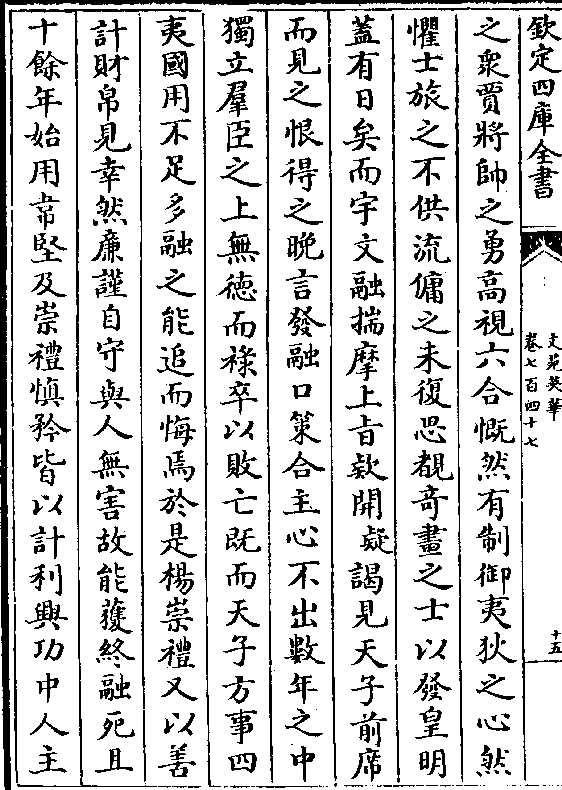 欽定四庫全書
文苑英華
卷七百四十七
十五
之衆賈將帥之勇高視六合慨然有制御夷狄之心然
懼士旅之不供流傭之未復思覩奇畫之士以發皇明
蓋有日矣而宇文融揣摩上旨欵開疑謁見天子前席
而見之恨得之晚言發融口策合主心不出數年之中
獨立羣臣之上無德而祿卒以敗亡既而天子方事四
夷國用不足多融之能追而悔焉於是楊崇禮又以善
計財帛見幸然廉謹自守與人無害故能獲終融死且
十餘年始用韋堅及崇禮慎矜皆以計利興功中人主